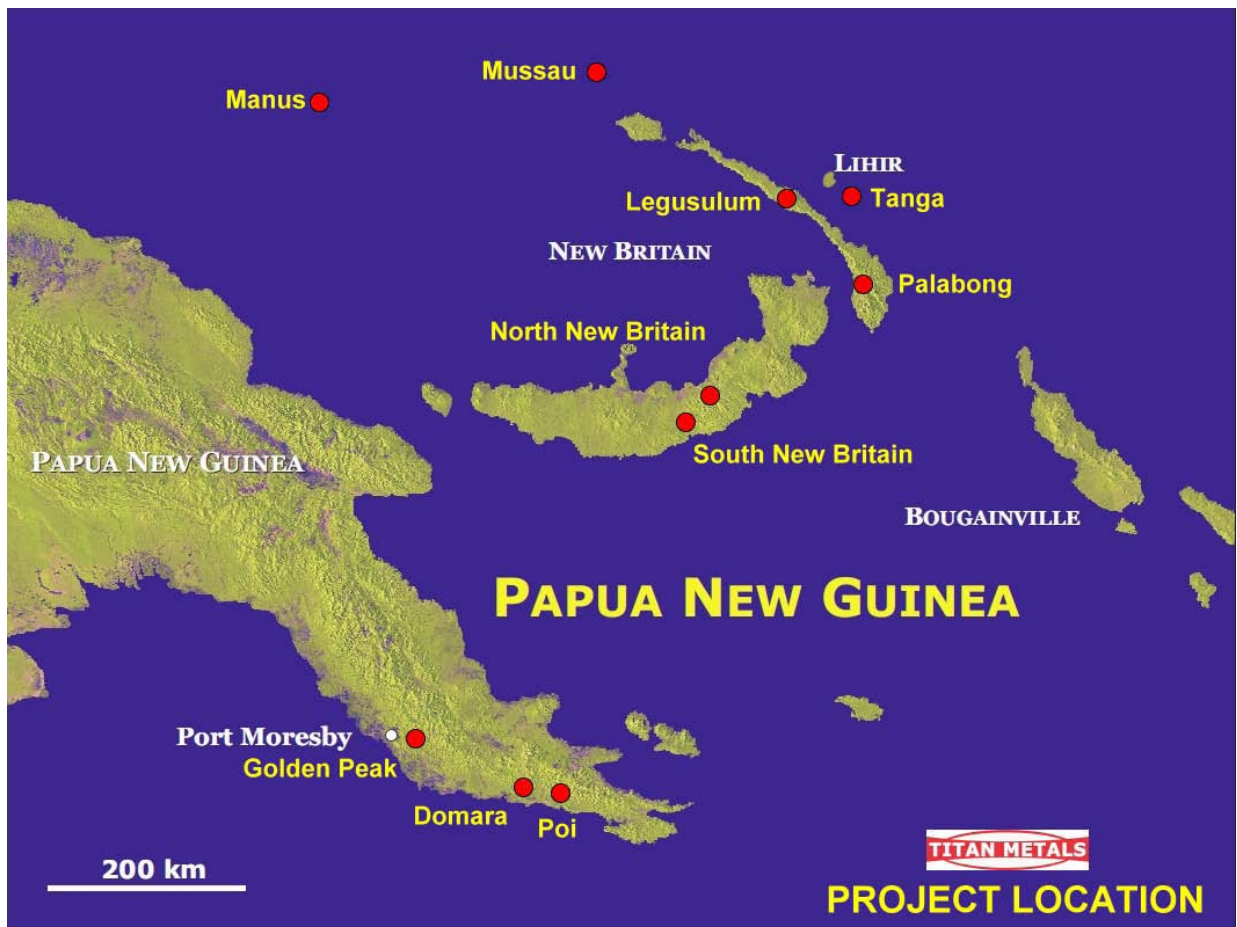 Mussau
Manus
LIHIR
Legusulum
Tanga
NEW BRITAIN
Palabong
North New Britain
South New Britain
PAPUA NEW GUINEA
BOUGAINVILLE
PAPUA NEW GUINEA
Port Moresby
Golden Peak
Domara
Poi
200 km
TITAN METALS
PROJECT LOCATION